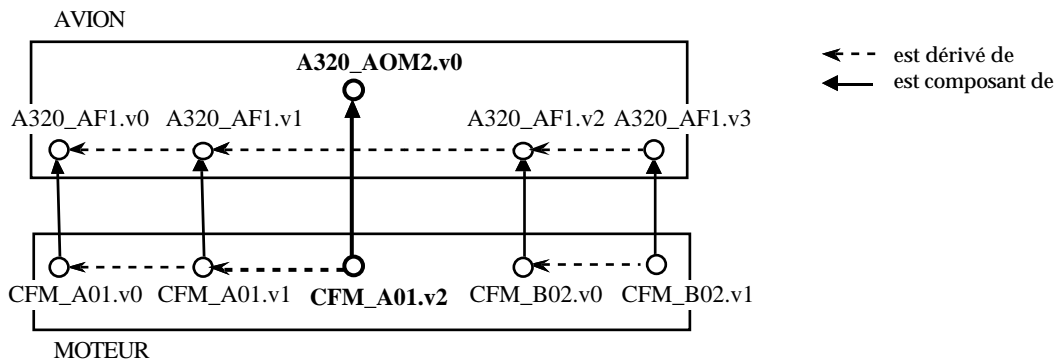 AVION
A320_AOM2.v0
est dérivé de
est composant de
A320_AF1.v0 A320_AF1.v1 A320_AF1.v2 A320_AF1.v3
CFM_A01.v0 CFM_A01.v1 CFM_A01.v2 CFM_B02.v0 CFM_B02.v1
MOTEUR